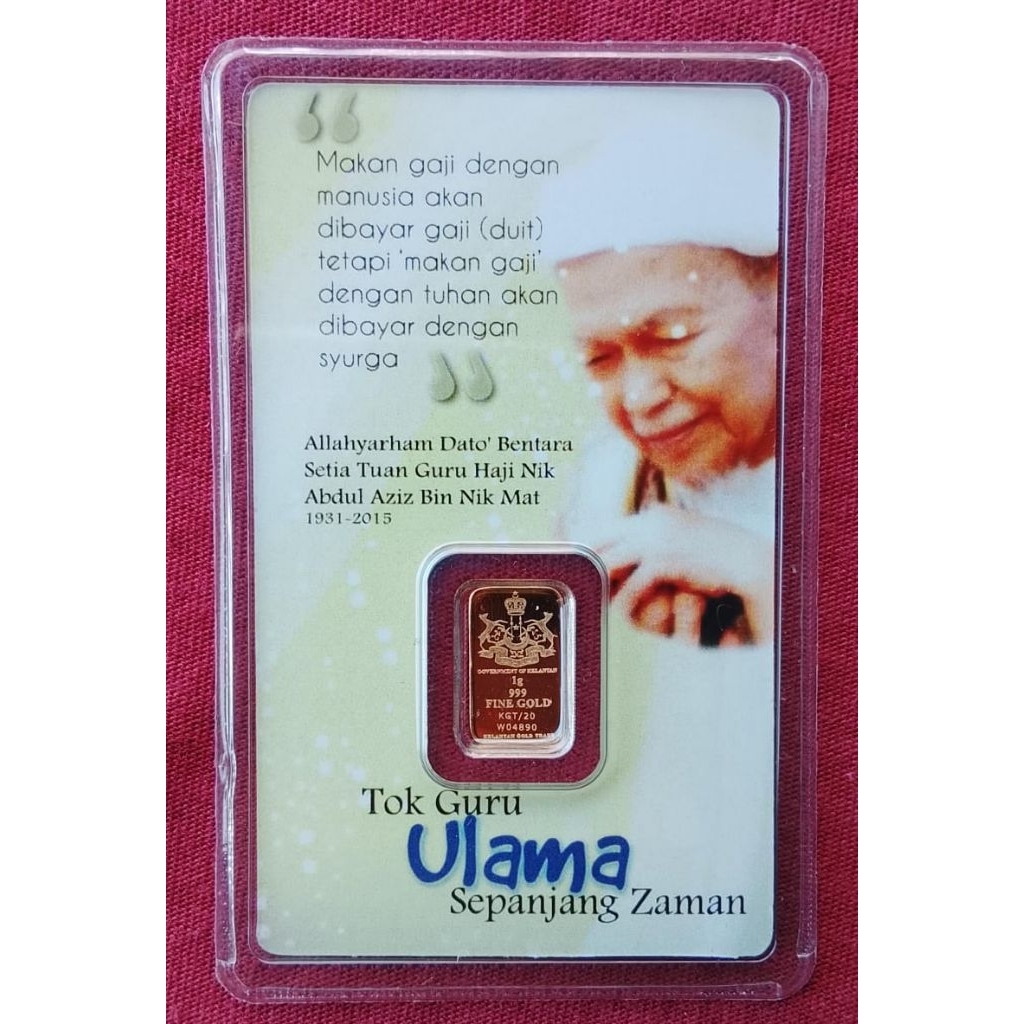 “
Makan gaji dengan
manusia akan
dibayar gaji (duit)
tetapi 'makan gaji'
dengan tuhan akan
dibayar dengan
syurga
”
Allahyarham Dato' Bentara
Setia Tuan Guru Haji Nik
Abdul Aziz Bin Nik Mat
1931-2015
GOVERNMENT OF KELANTAN
1g
999
FINE GOLD
KGT/20
W04890
KELANTAN GOLD TRADE
Tok Guru
Ulama
Sepanjang Zaman